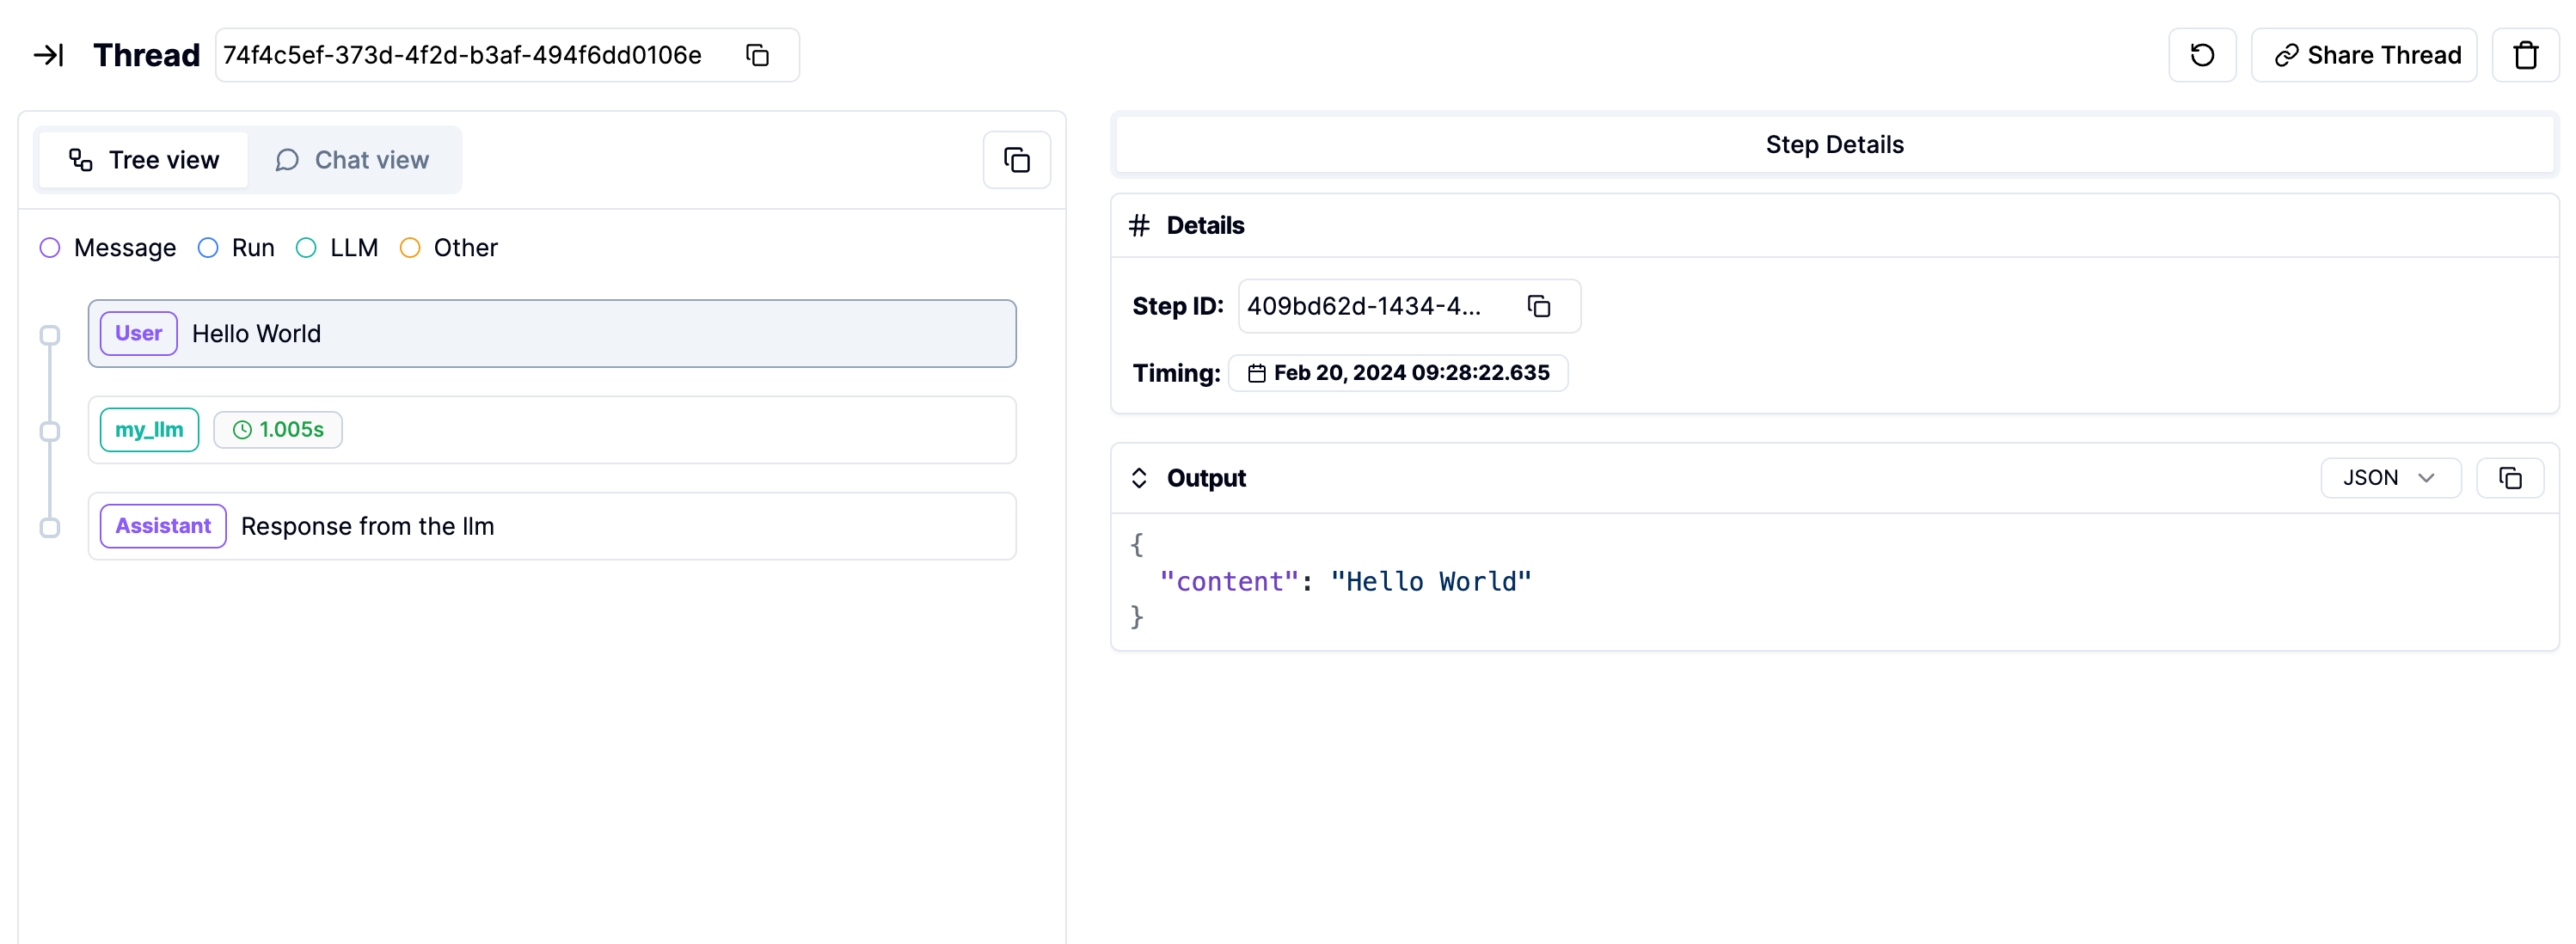 Thread 74f4c5ef-373d-4f2d-b3af-494f6dd0106e Share Thread
Tree view Chat view
Message Run LLM Other
User Hello World
my_llm 1.005s
Assistant Response from the llm
Step Details
# Details
Step ID: 409bd62d-1434-4...
Timing: Feb 20, 2024 09:28:22.635
Output JSON
{
"content": "Hello World"
}